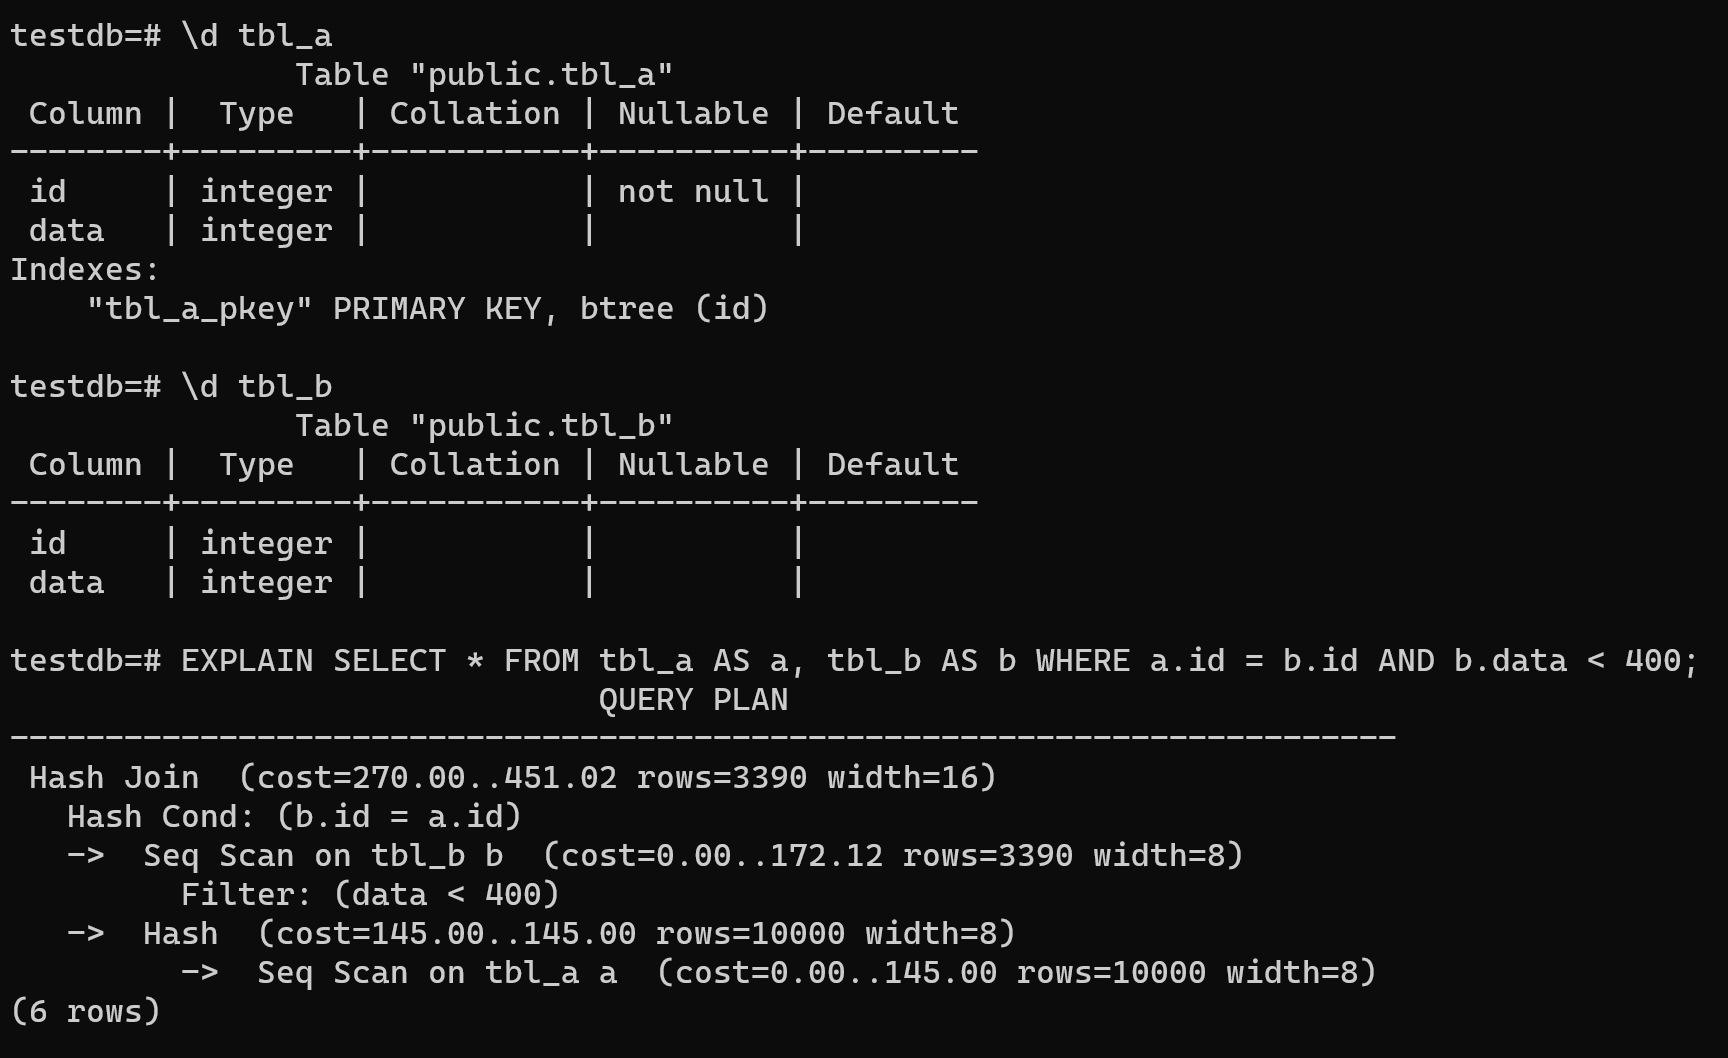 testdb=# \d tbl_a
               Table "public.tbl_a"
 Column |  Type   | Collation | Nullable | Default
--------+---------+-----------+----------+---------
 id     | integer |           | not null |
 data   | integer |           |          |
Indexes:
    "tbl_a_pkey" PRIMARY KEY, btree (id)

testdb=# \d tbl_b
               Table "public.tbl_b"
 Column |  Type   | Collation | Nullable | Default
--------+---------+-----------+----------+---------
 id     | integer |           |          |
 data   | integer |           |          |

testdb=# EXPLAIN SELECT * FROM tbl_a AS a, tbl_b AS b WHERE a.id = b.id AND b.data < 400;
                               QUERY PLAN
-------------------------------------------------------------------------
 Hash Join  (cost=270.00..451.02 rows=3390 width=16)
   Hash Cond: (b.id = a.id)
   ->  Seq Scan on tbl_b b  (cost=0.00..172.12 rows=3390 width=8)
         Filter: (data < 400)
   ->  Hash  (cost=145.00..145.00 rows=10000 width=8)
         ->  Seq Scan on tbl_a a  (cost=0.00..145.00 rows=10000 width=8)
(6 rows)